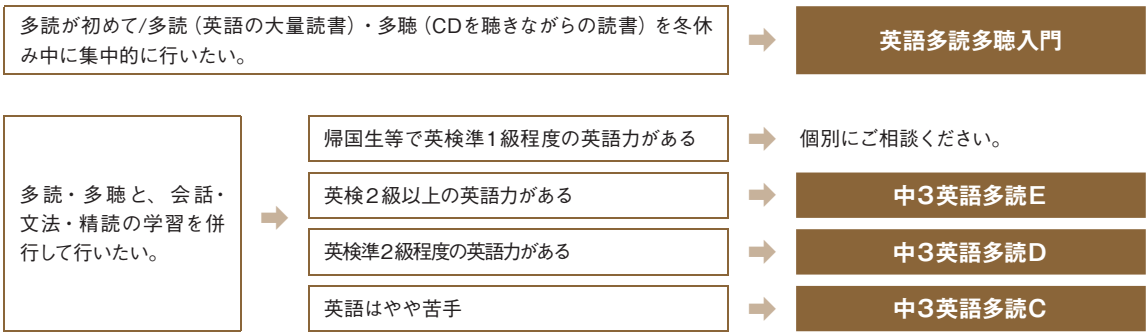 多読が初めて/多読（英語の大量読書）・多聴（CDを聴きながらの読書）を冬休
み中に集中的に行いたい。
英語多読多聴入門
多読・多聴と、会話・
文法・精読の学習を併
行して行いたい。
帰国生等で英検準1級程度の英語力がある
個別にご相談ください。
英検2級以上の英語力がある
中3英語多読E
英検準2級程度の英語力がある
中3英語多読D
英語はやや苦手
中3英語多読C